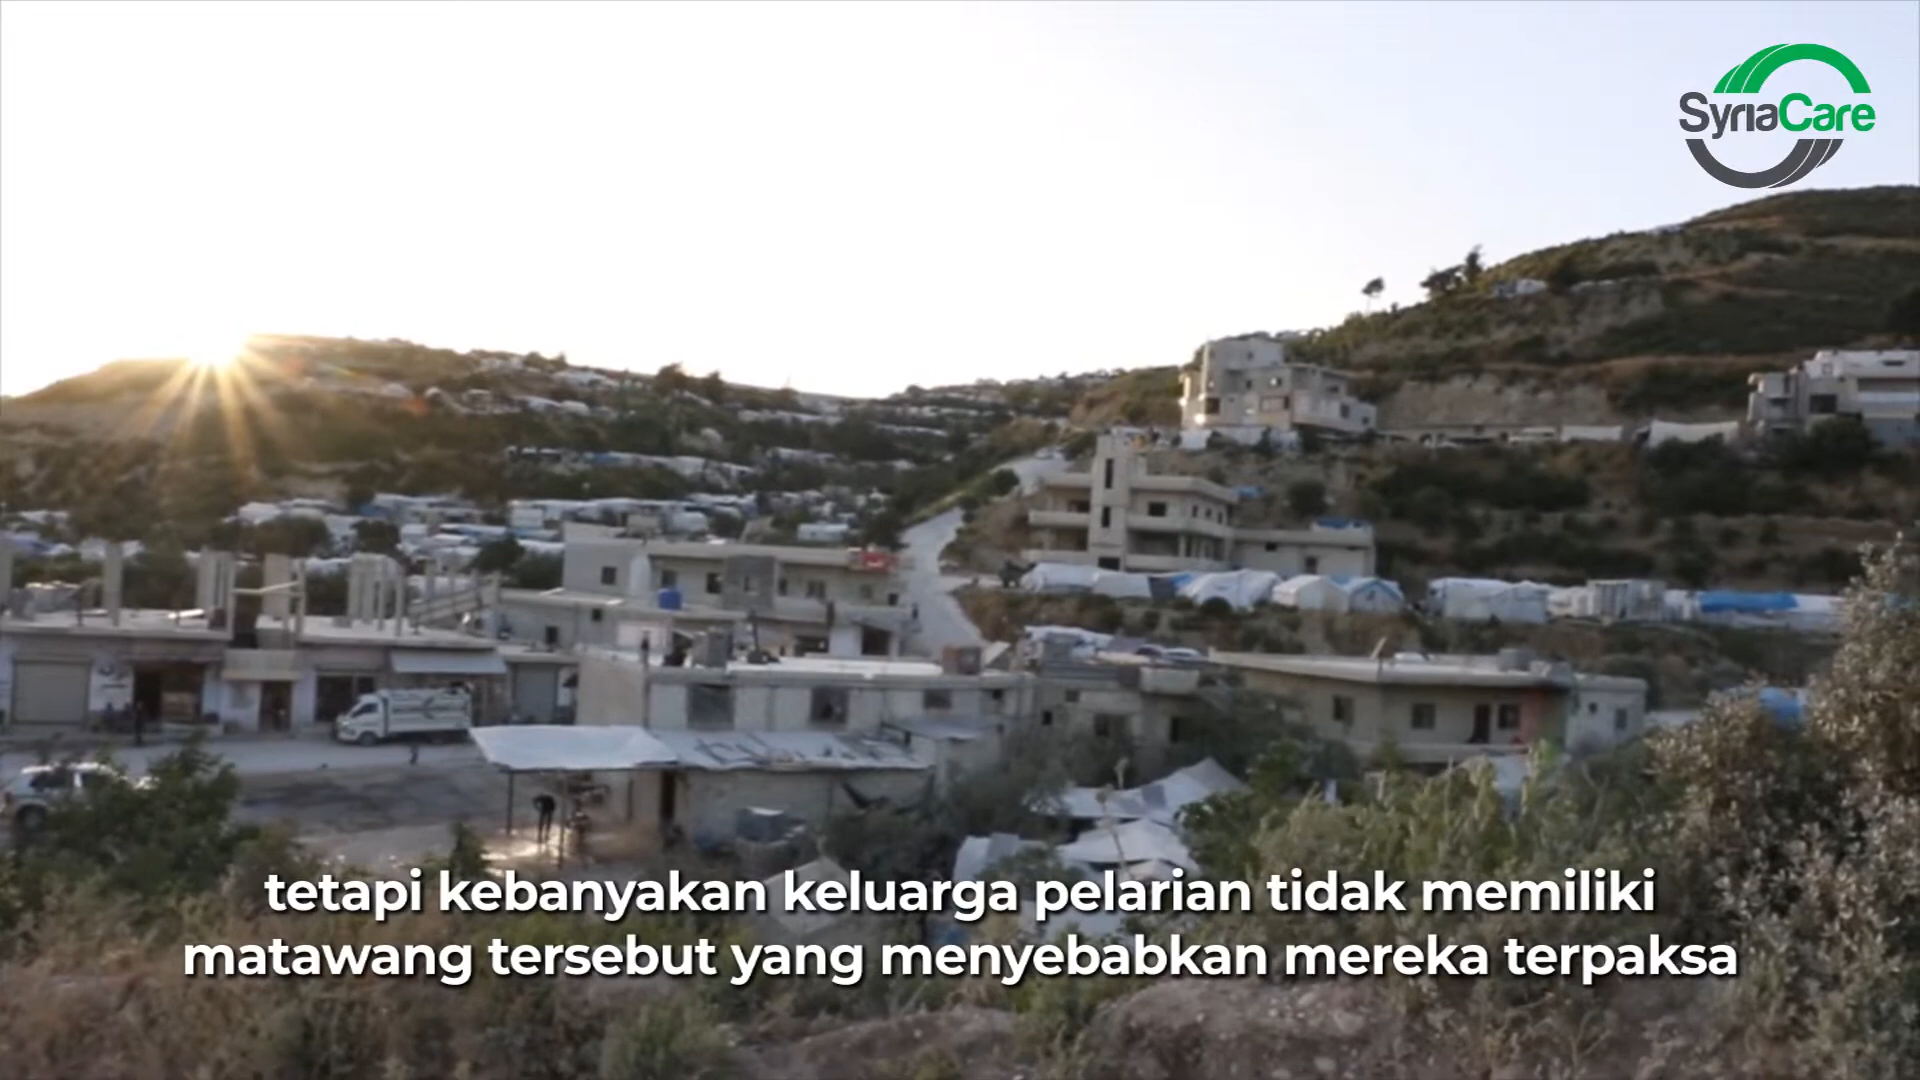 SyriaCare
tetapi kebanyakan keluarga pelarian tidak memiliki
matawang tersebut yang menyebabkan mereka terpaksa